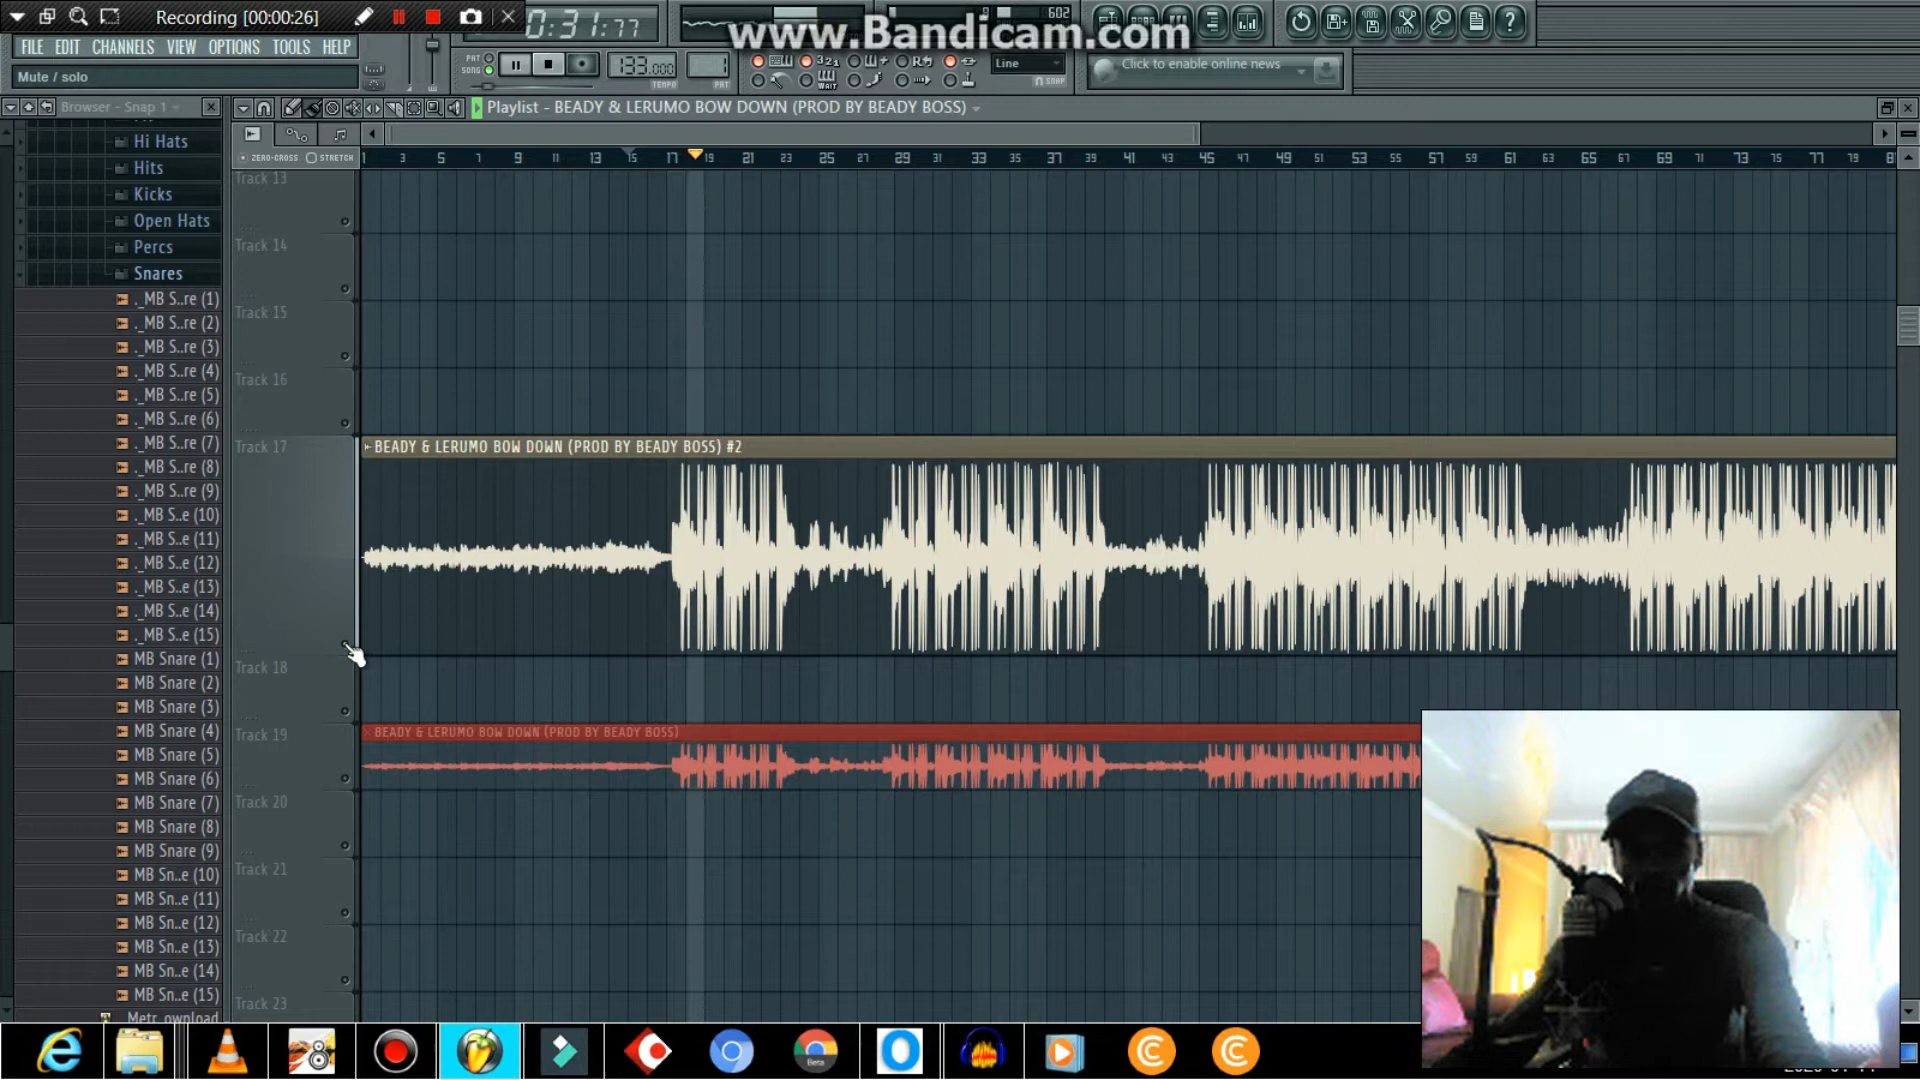 Recording [00:00:26]
0:31:77
602
www.Bandicam.com
FILE EDIT CHANNELS VIEW OPTIONS TOOLS HELP
PAT
SONG
133.000
TEMPO
PAT
321
WAIT
Line
SNAP
Click to enable online news
Mute / solo
Browser - Snap 1
Playlist - BEADY & LERUMO BOW DOWN (PROD BY BEADY BOSS)
ZERO-CROSS STRETCH
1 3 5 7 9 11 13 15 17 19 21 23 25 27 29 31 33 35 37 39 41 43 45 47 49 51 53 55 57 59 61 63 65 67 69 71 73 75 77 79
Hi Hats
Hits
Kicks
Open Hats
Percs
Snares
._MB S..re (1)
._MB S..re (2)
._MB S..re (3)
._MB S..re (4)
._MB S..re (5)
._MB S..re (6)
._MB S..re (7)
._MB S..re (8)
._MB S..re (9)
._MB S..e (10)
._MB S..e (11)
._MB S..e (12)
._MB S..e (13)
._MB S..e (14)
._MB S..e (15)
MB Snare (1)
MB Snare (2)
MB Snare (3)
MB Snare (4)
MB Snare (5)
MB Snare (6)
MB Snare (7)
MB Snare (8)
MB Snare (9)
MB Sn..e (10)
MB Sn..e (11)
MB Sn..e (12)
MB Sn..e (13)
MB Sn..e (14)
MB Sn..e (15)
Metr_ownload
Track 13
Track 14
Track 15
Track 16
Track 17
BEADY & LERUMO BOW DOWN (PROD BY BEADY BOSS) #2
Track 18
Track 19
BEADY & LERUMO BOW DOWN (PROD BY BEADY BOSS)
Track 20
Track 21
Track 22
Track 23
Beta